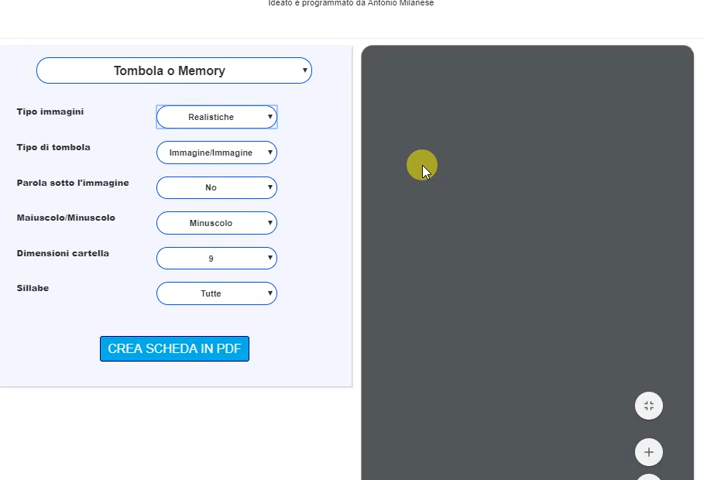 Ideato e programmato da Antonio Milanese
Tombola o Memory
Tipo immagini
Realistiche
Tipo di tombola
Immagine/Immagine
Parola sotto l'immagine
No
Maiuscolo/Minuscolo
Minuscolo
Dimensioni cartella
9
Sillabe
Tutte
CREA SCHEDA IN PDF